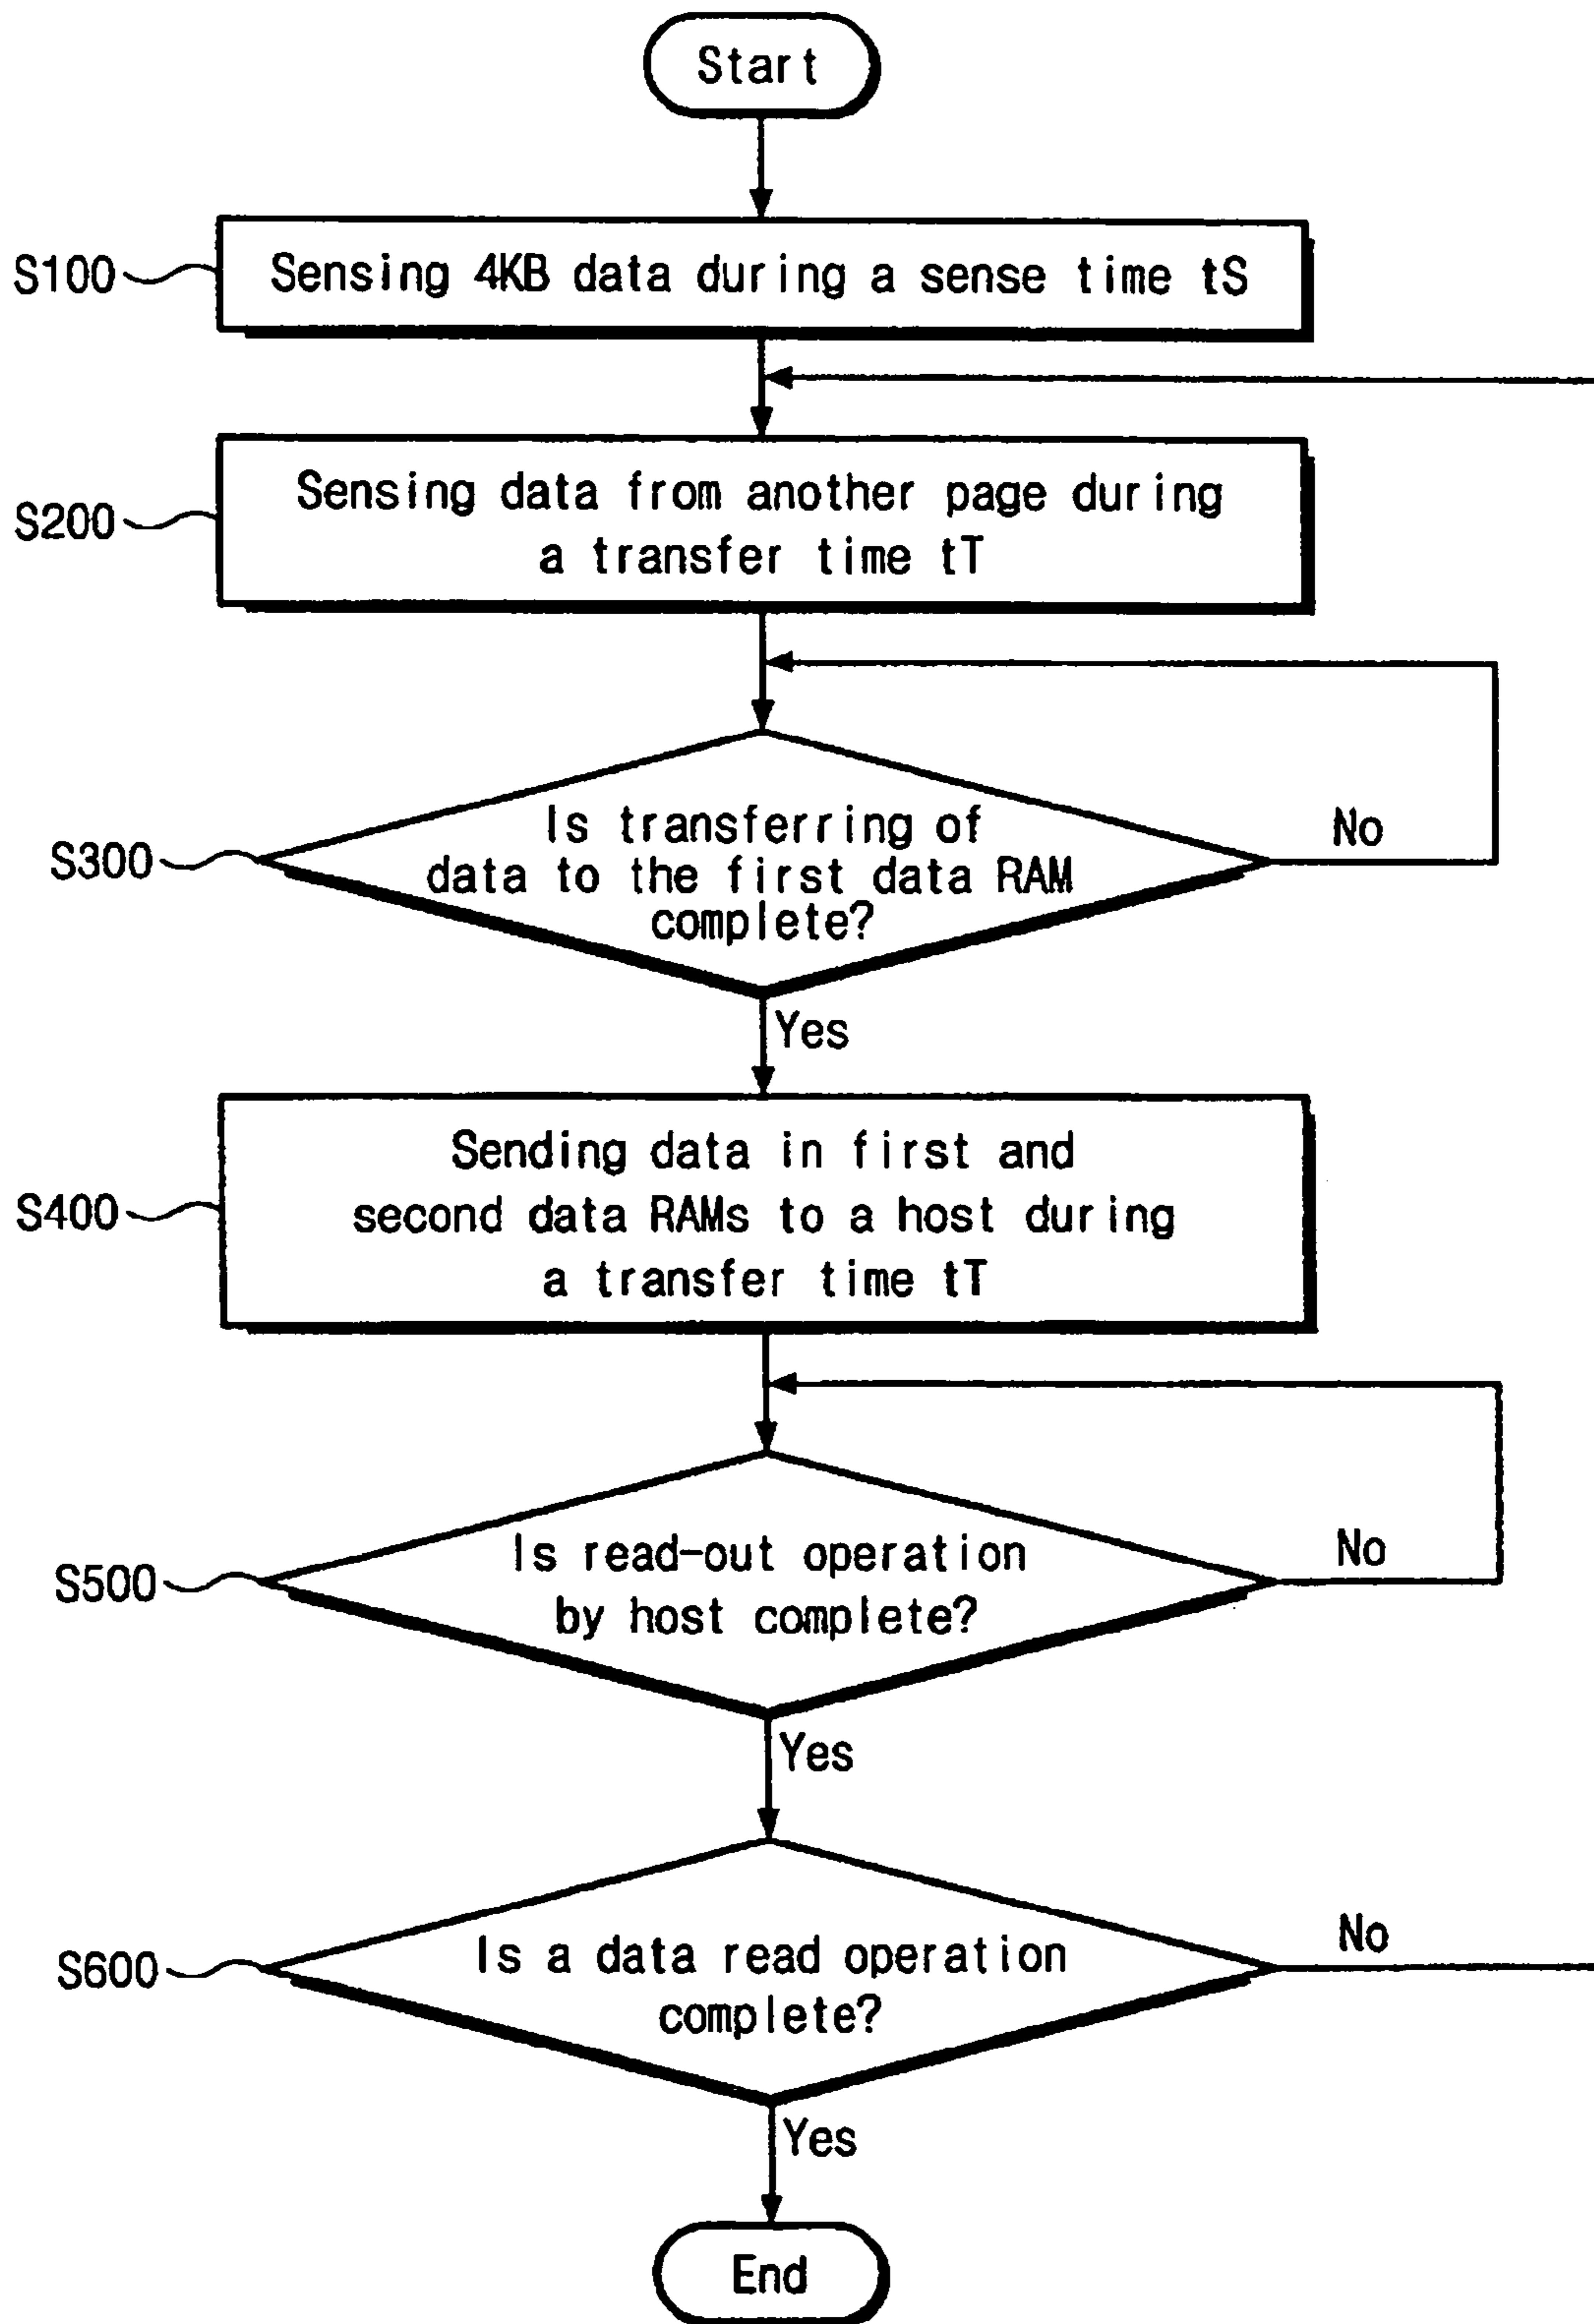 Start
S100
Sensing 4KB data during a sense time tS
S200
Sensing data from another page during
a transfer time tT
S300
Is transferring of
data to the first data RAM
complete?
No
Yes
S400
Sending data in first and
second data RAMs to a host during
a transfer time tT
S500
Is read-out operation
by host complete?
No
Yes
S600
Is a data read operation
complete?
No
Yes
End